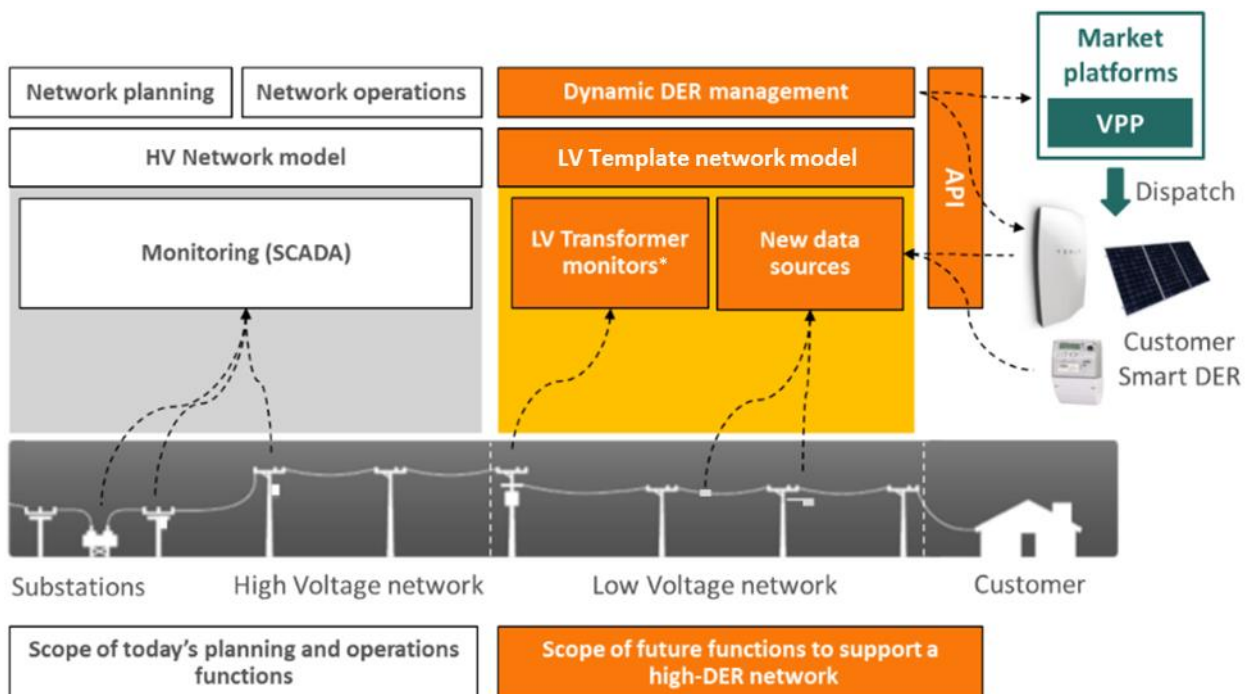 Market
platforms
VPP
Network planning
Network operations
Dynamic DER management
HV Network model
LV Template network model
API
Dispatch
Monitoring (SCADA)
LV Transformer
monitors*
New data
sources
Customer
Smart DER
Substations
High Voltage network
Low Voltage network
Customer
Scope of today's planning and operations
functions
Scope of future functions to support a
high-DER network